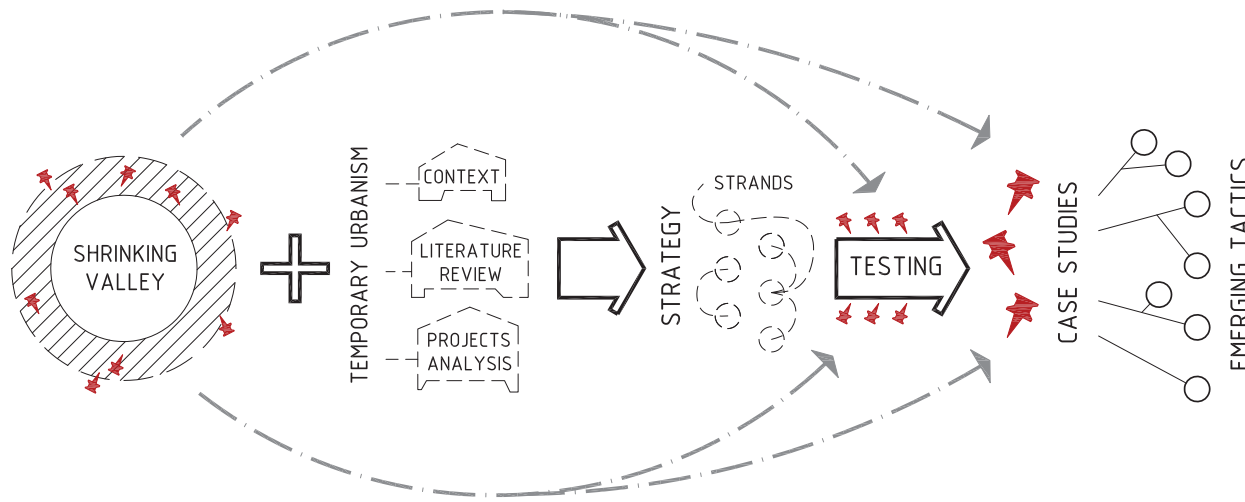 SHRINKING
VALLEY
TEMPORARY URBANISM
CONTEXT
LITERATURE
REVIEW
PROJECTS
ANALYSIS
STRATEGY
STRANDS
TESTING
CASE STUDIES
EMERGING TACTICS